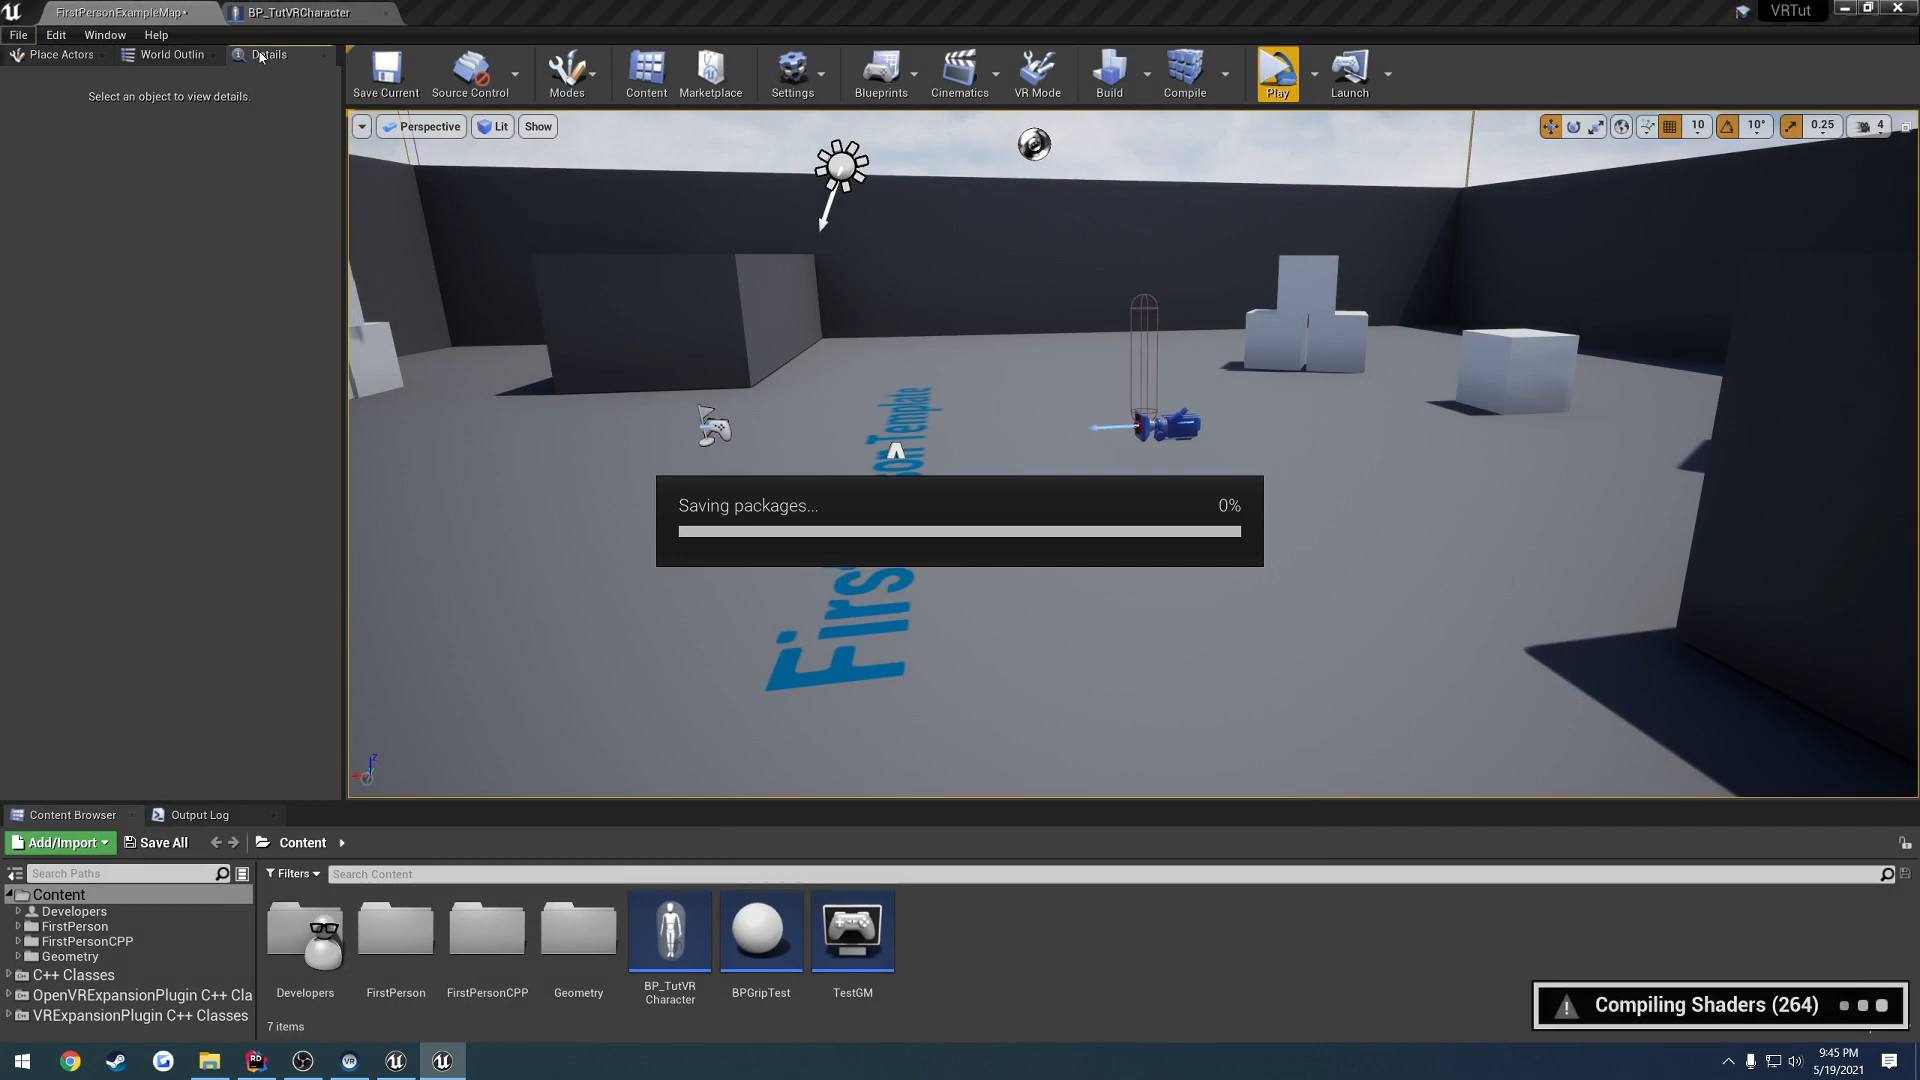 FirstPersonExampleMap*
BP_TutVRCharacter
VRTut
File Edit Window Help
Place Actors World Outlin Details
Select an object to view details.
Save Current Source Control Modes Content Marketplace Settings Blueprints Cinematics VR Mode Build Compile Play Launch
Perspective Lit Show
10 10° 0.25 4
Saving packages... 0%
Content Browser Output Log
Add/Import Save All Content
Search Paths Filters Search Content
Content
Developers
FirstPerson
FirstPersonCPP
Geometry
C++ Classes
OpenVRExpansionPlugin C++ Cla
VRExpansionPlugin C++ Classes
Developers FirstPerson FirstPersonCPP Geometry BP_TutVR Character BPGripTest TestGM
7 items
Compiling Shaders (264)
9:45 PM
5/19/2021